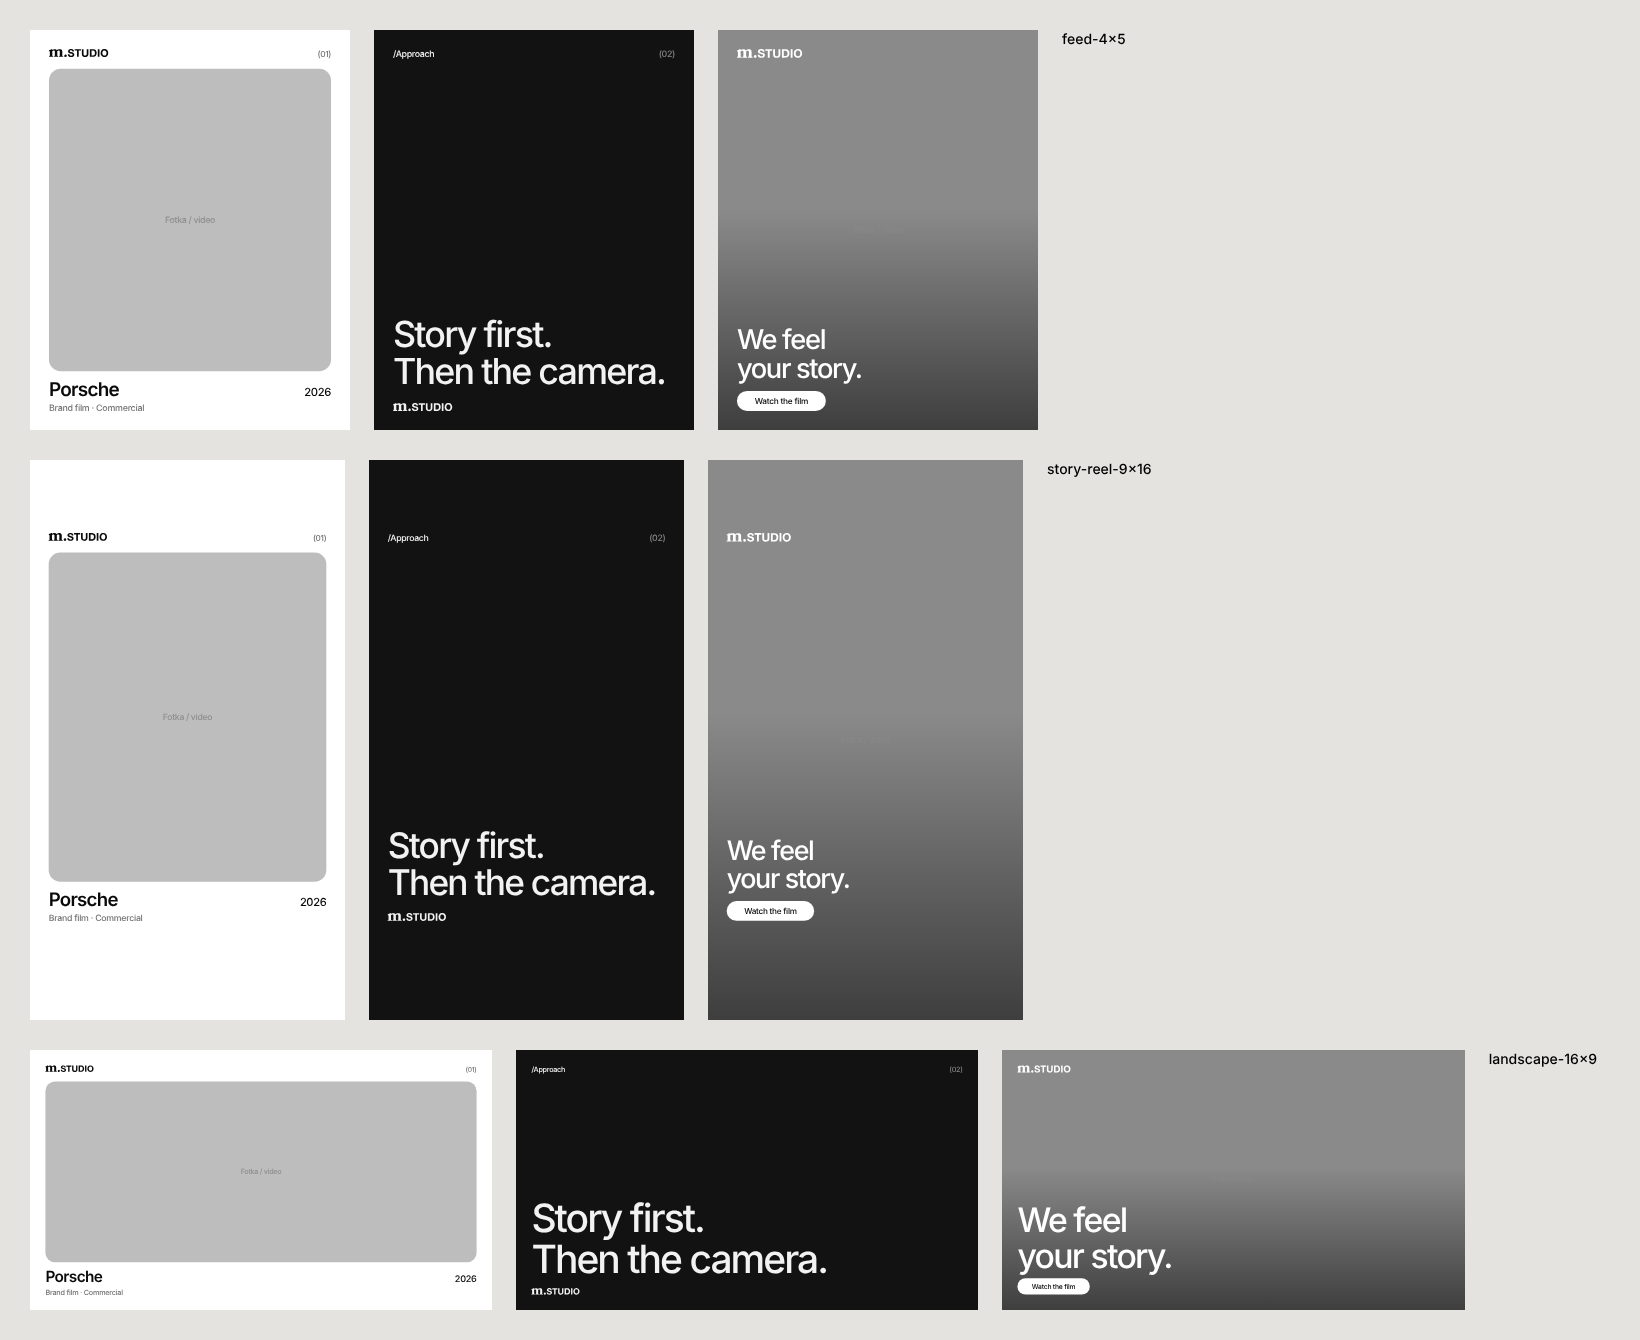 m.STUDIO
(01)
Fotka / video
Porsche
2026
Brand film · Commercial
/Approach
(02)
Story first.
Then the camera.
m.STUDIO
m.STUDIO
We feel
your story.
Watch the film
feed-4×5
m.STUDIO
(01)
Fotka / video
Porsche
2026
Brand film · Commercial
/Approach
(02)
Story first.
Then the camera.
m.STUDIO
m.STUDIO
We feel
your story.
Watch the film
story-reel-9×16
m.STUDIO
(01)
Fotka / video
Porsche
2026
Brand film · Commercial
/Approach
(02)
Story first.
Then the camera.
m.STUDIO
m.STUDIO
We feel
your story.
Watch the film
landscape-16×9